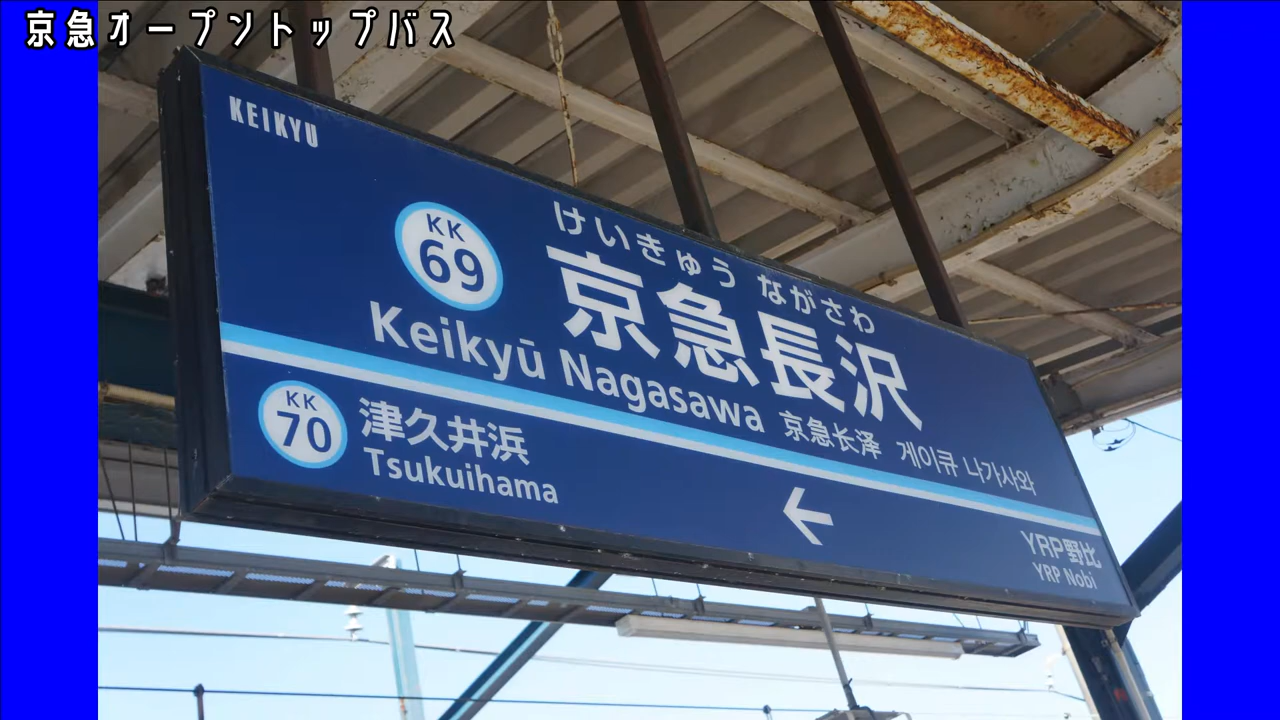 京急オープントップバス
KEIKYU
KK
69
けいきゅう ながさわ
京急長沢
Keikyū Nagasawa
京急长泽 게이큐 나가사와
KK
70
津久井浜
Tsukuihama
←
YRP野比
YRP Nobi